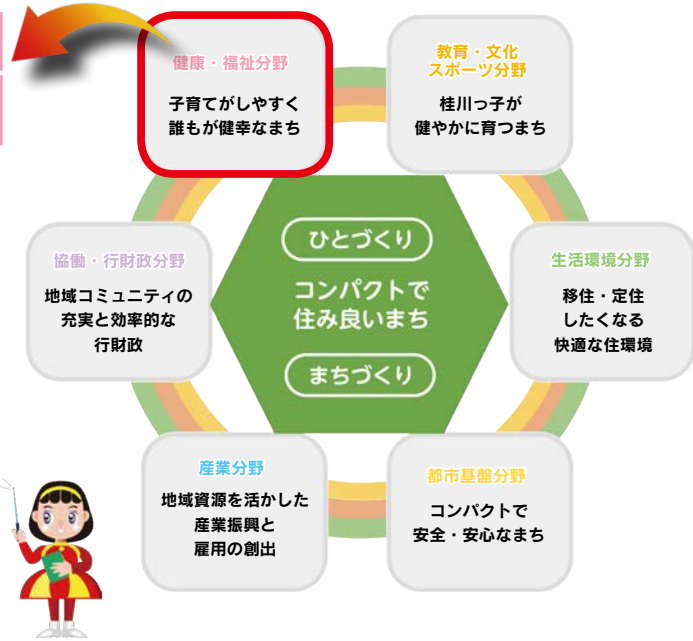 健康・福祉分野
子育てがしやすく
誰もが健幸なまち
教育・文化
スポーツ分野
桂川っ子が
健やかに育つまち
協働・行財政分野
地域コミュニティの
充実と効率的な
行財政
ひとづくり
コンパクトで
住み良いまち
まちづくり
生活環境分野
移住・定住
したくなる
快適な住環境
産業分野
地域資源を活かした
産業振興と
雇用の創出
都市基盤分野
コンパクトで
安全・安心なまち